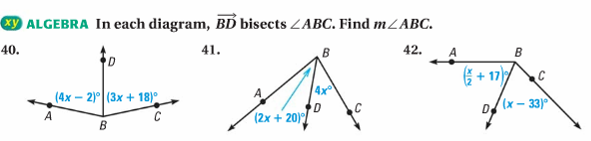 xy ALGEBRA In each diagram, BD bisects ∠ABC. Find m∠ABC.
40. 41. 42.
D
(4x − 2)° (3x + 18)°
A B C
B
A 4x°
D C
(2x + 20)°
A B
(x/2 + 17)° C
D (x − 33)°